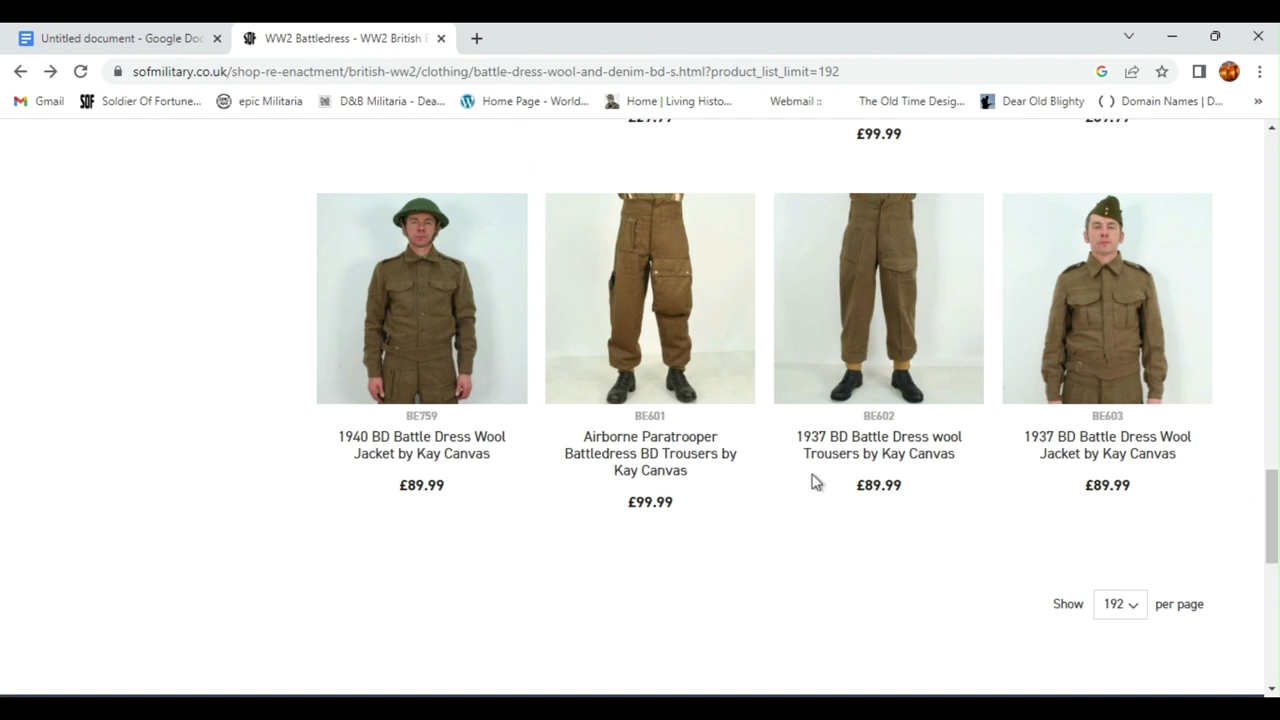 Untitled document - Google Doc
WW2 Battledress - WW2 British B
sofmilitary.co.uk/shop-re-enactment/british-ww2/clothing/battle-dress-wool-and-denim-bd-s.html?product_list_limit=192
Gmail
SOF Soldier Of Fortune...
epic Militaria
D&B Militaria - Dea...
Home Page - World...
Home | Living Histo...
Webmail ::
The Old Time Desig...
Dear Old Blighty
Domain Names | D...
£99.99
BE759
1940 BD Battle Dress Wool
Jacket by Kay Canvas
£89.99
BE601
Airborne Paratrooper
Battledress BD Trousers by
Kay Canvas
£99.99
BE602
1937 BD Battle Dress wool
Trousers by Kay Canvas
£89.99
BE603
1937 BD Battle Dress Wool
Jacket by Kay Canvas
£89.99
Show 192 per page